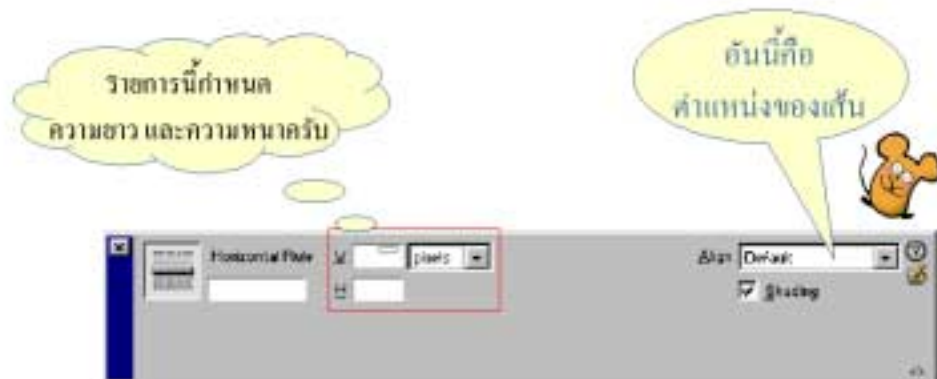 รายการนี้กำหนด
ความยาว และความหนาครับ
อันนี้คือ
ตำแหน่งของเส้น
Horizontal Rule
W
pixels
H
Align
Default
Shading